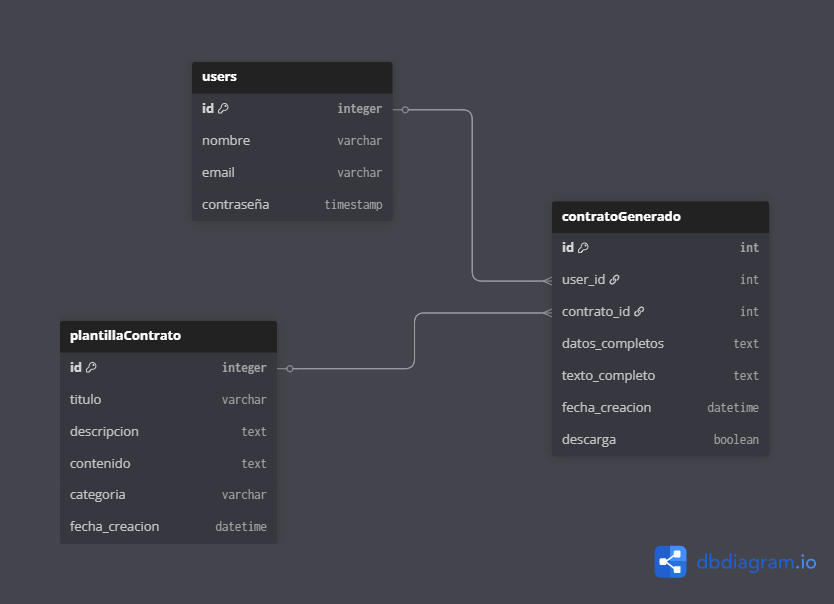 users
id integer
nombre varchar
email varchar
contraseña timestamp
contratoGenerado
id int
user_id int
contrato_id int
datos_completos text
texto_completo text
fecha_creacion datetime
descarga boolean
plantillaContrato
id integer
titulo varchar
descripcion text
contenido text
categoria varchar
fecha_creacion datetime
dbdiagram.io